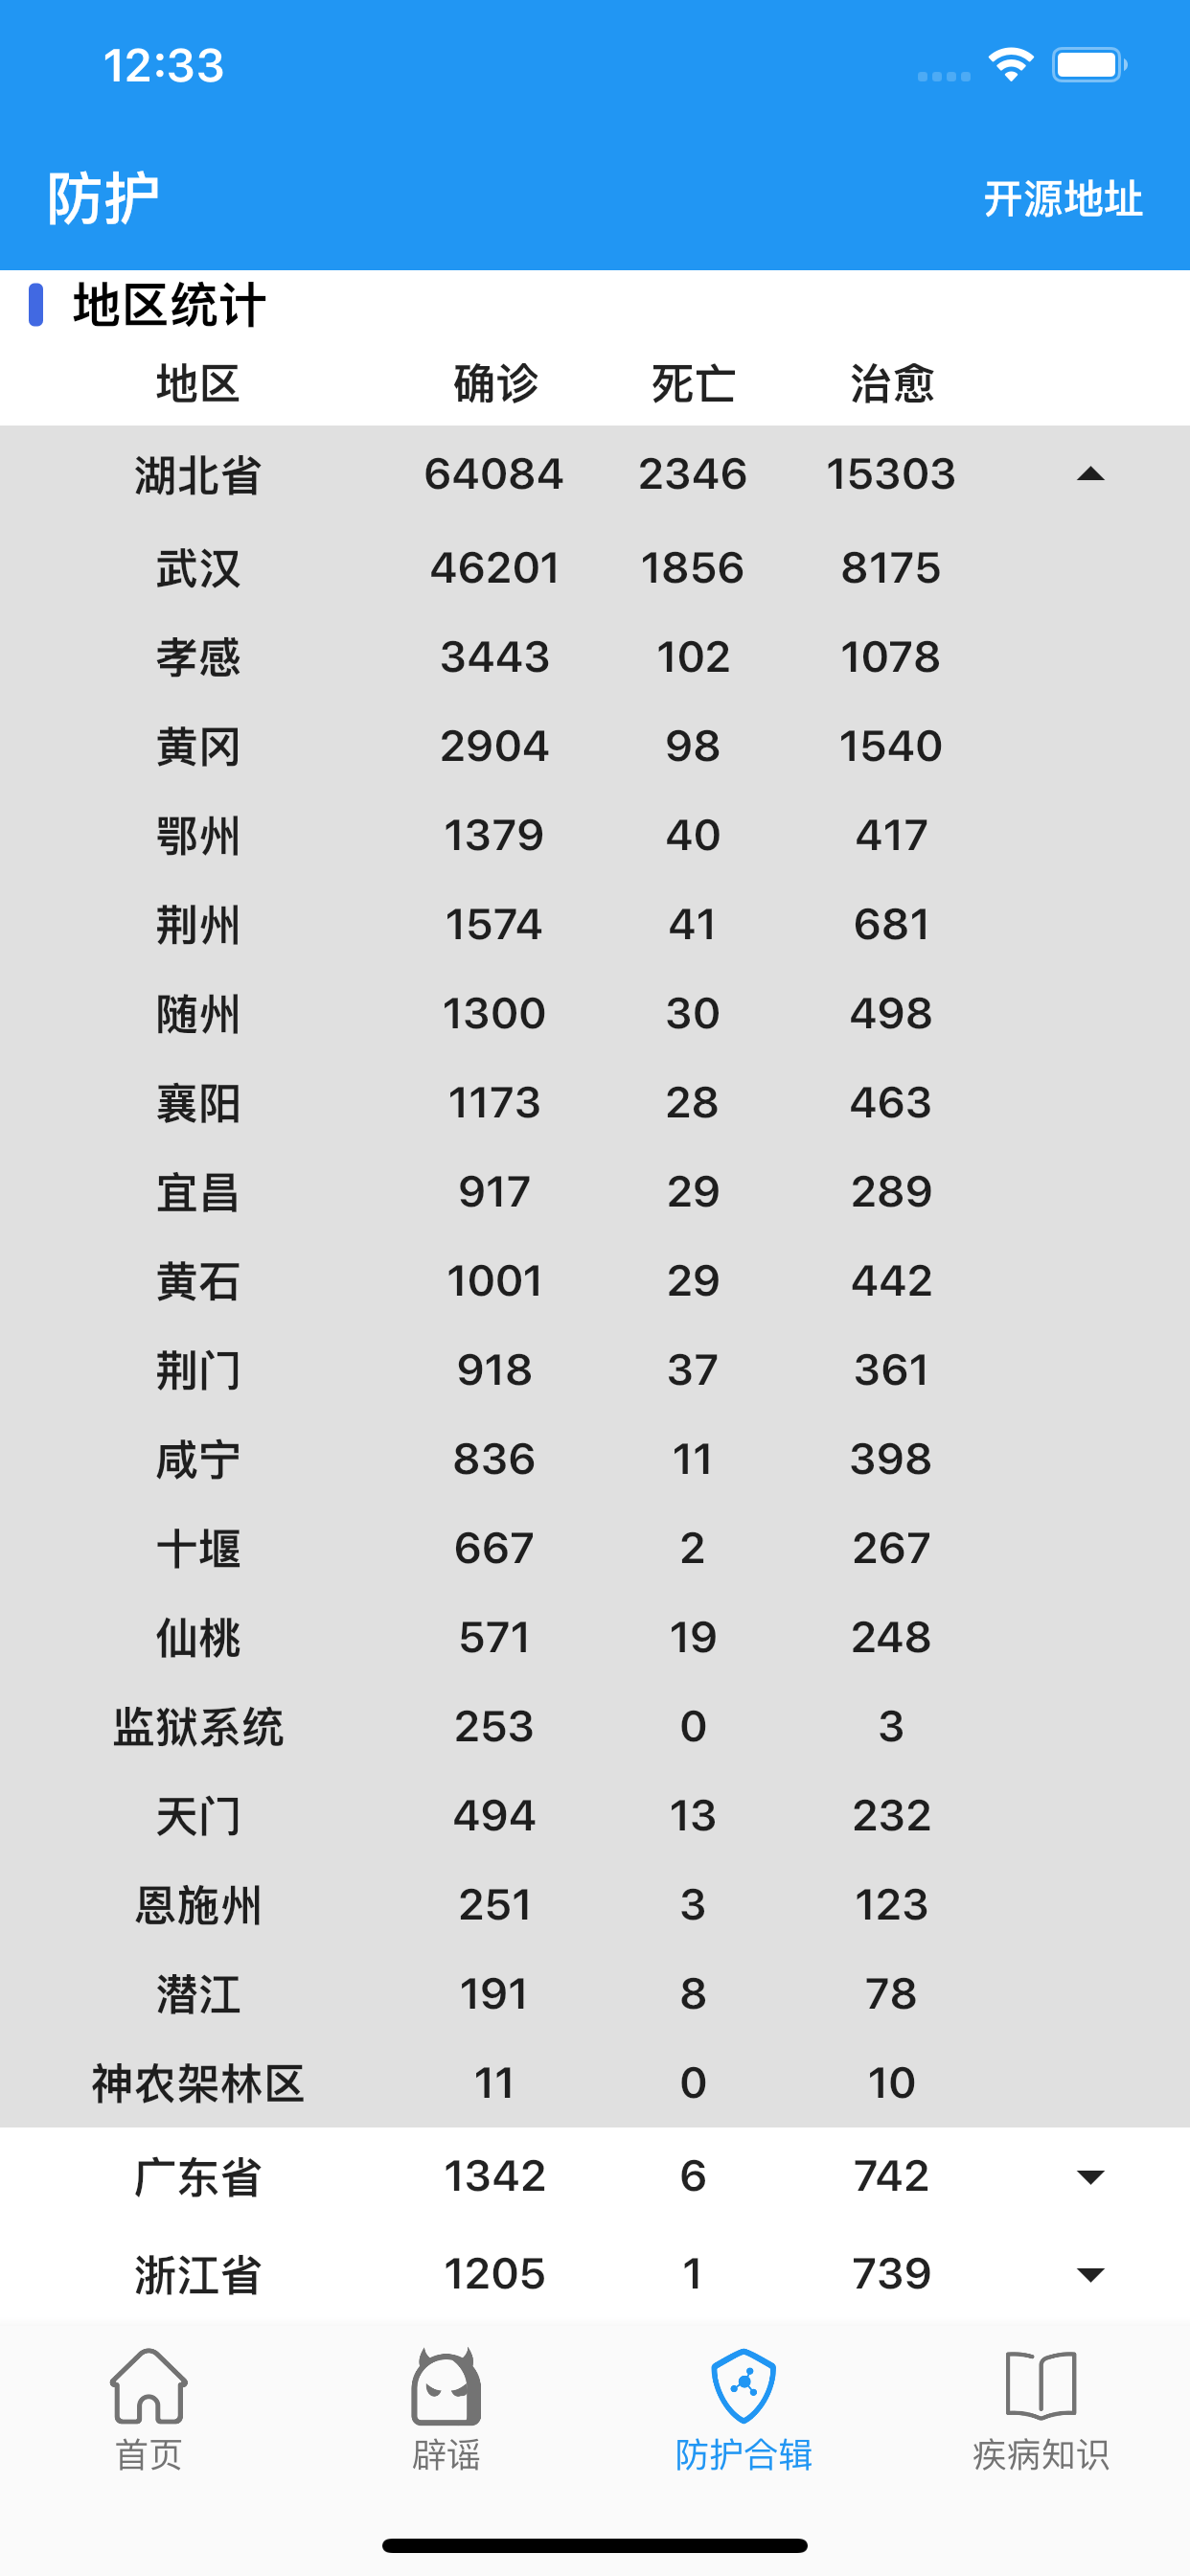 12:33
防护 开源地址
地区统计
地区 确诊 死亡 治愈
湖北省 64084 2346 15303
武汉 46201 1856 8175
孝感 3443 102 1078
黄冈 2904 98 1540
鄂州 1379 40 417
荆州 1574 41 681
随州 1300 30 498
襄阳 1173 28 463
宜昌 917 29 289
黄石 1001 29 442
荆门 918 37 361
咸宁 836 11 398
十堰 667 2 267
仙桃 571 19 248
监狱系统 253 0 3
天门 494 13 232
恩施州 251 3 123
潜江 191 8 78
神农架林区 11 0 10
广东省 1342 6 742
浙江省 1205 1 739
首页 辟谣 防护合辑 疾病知识